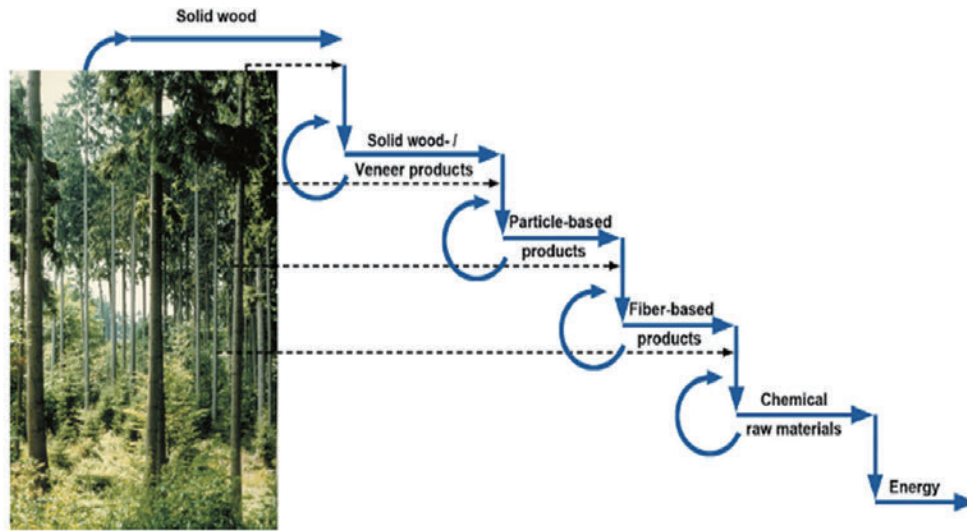 Solid wood
Solid wood- /
Veneer products
Particle-based
products
Fiber-based
products
Chemical
raw materials
Energy